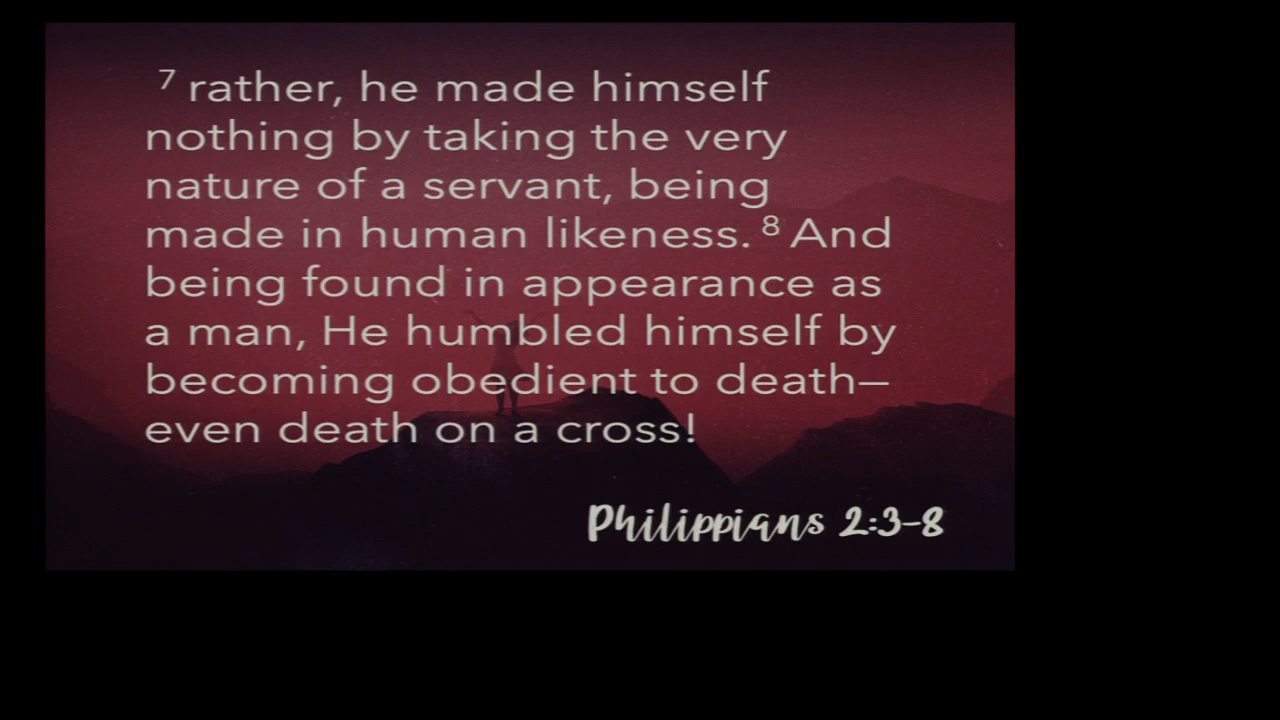 7 rather, he made himself
nothing by taking the very
nature of a servant, being
made in human likeness. 8 And
being found in appearance as
a man, He humbled himself by
becoming obedient to death—
even death on a cross!
Philippians 2:3-8